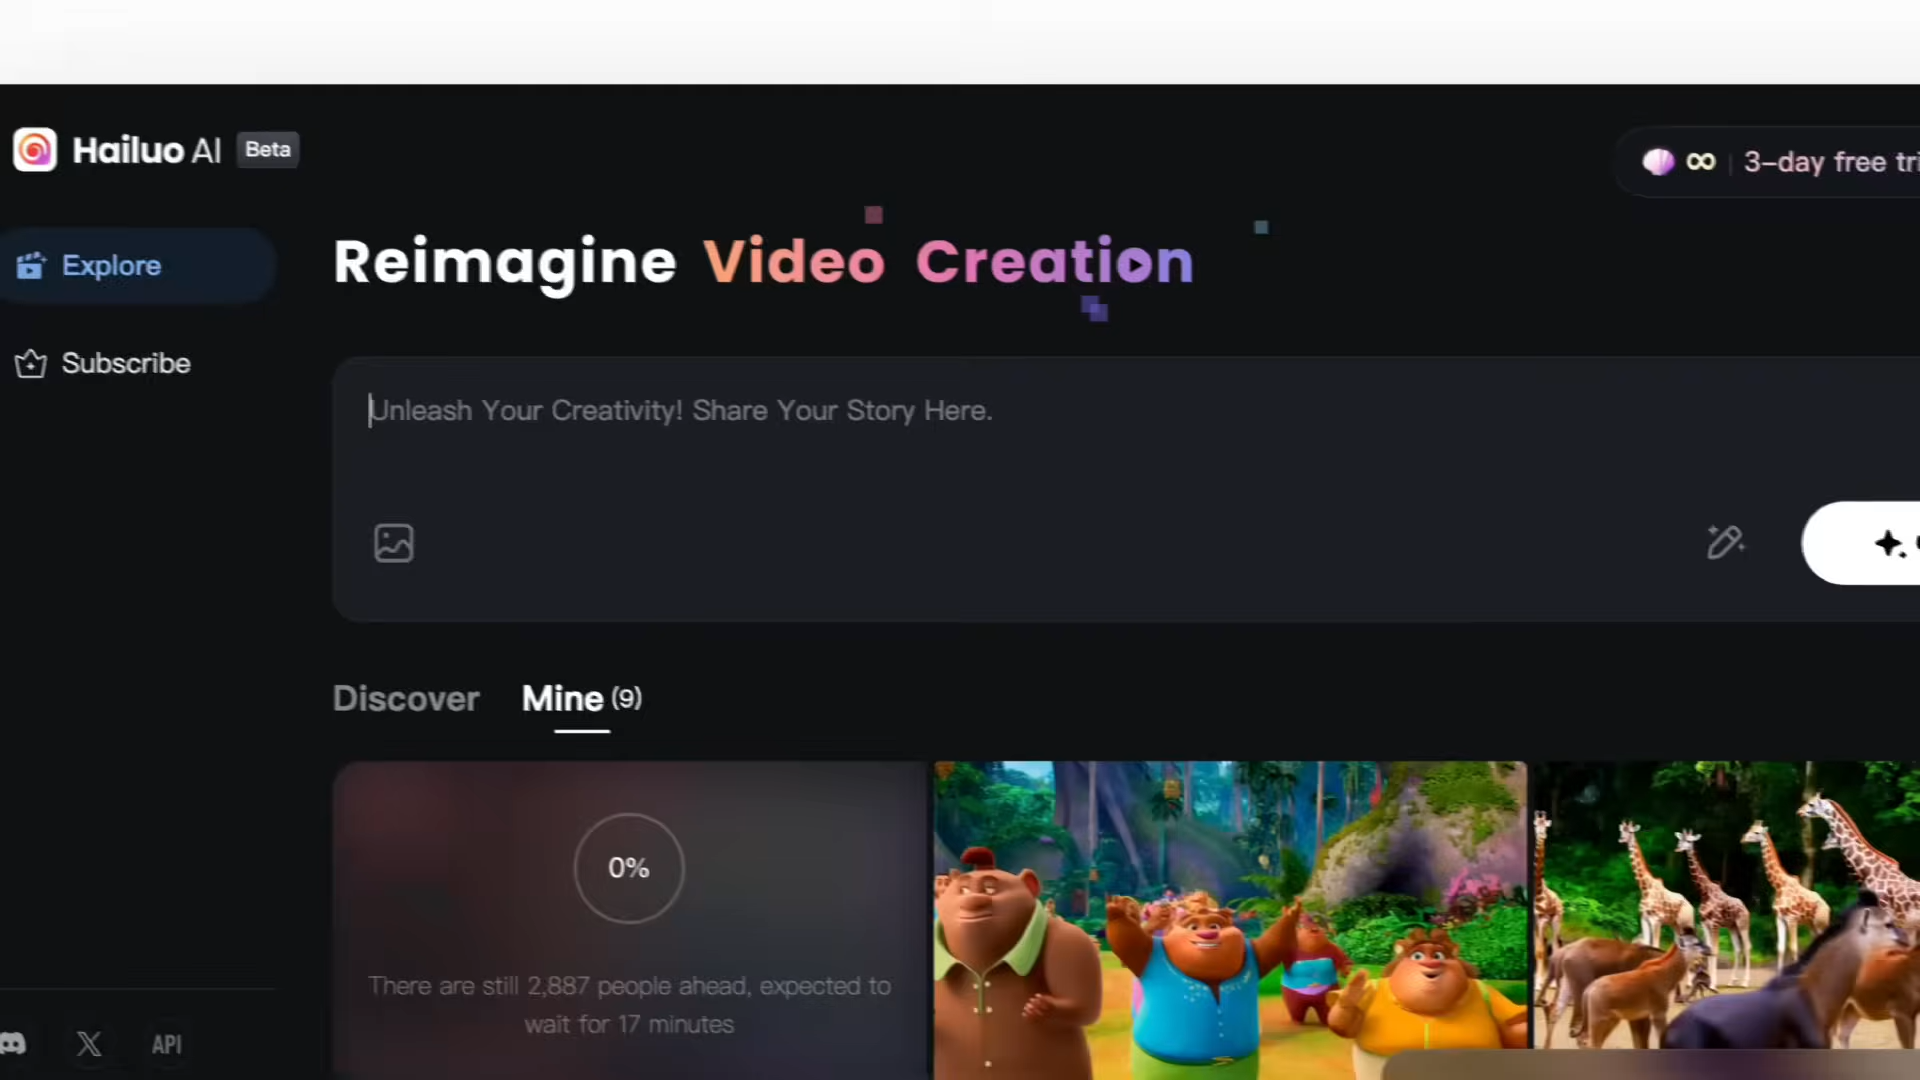 Hailuo AI Beta
3-day free
Explore
Reimagine Video Creation
Subscribe
Unleash Your Creativity! Share Your Story Here.
Discover Mine (9)
0%
There are still 2,887 people ahead, expected to
wait for 17 minutes
API